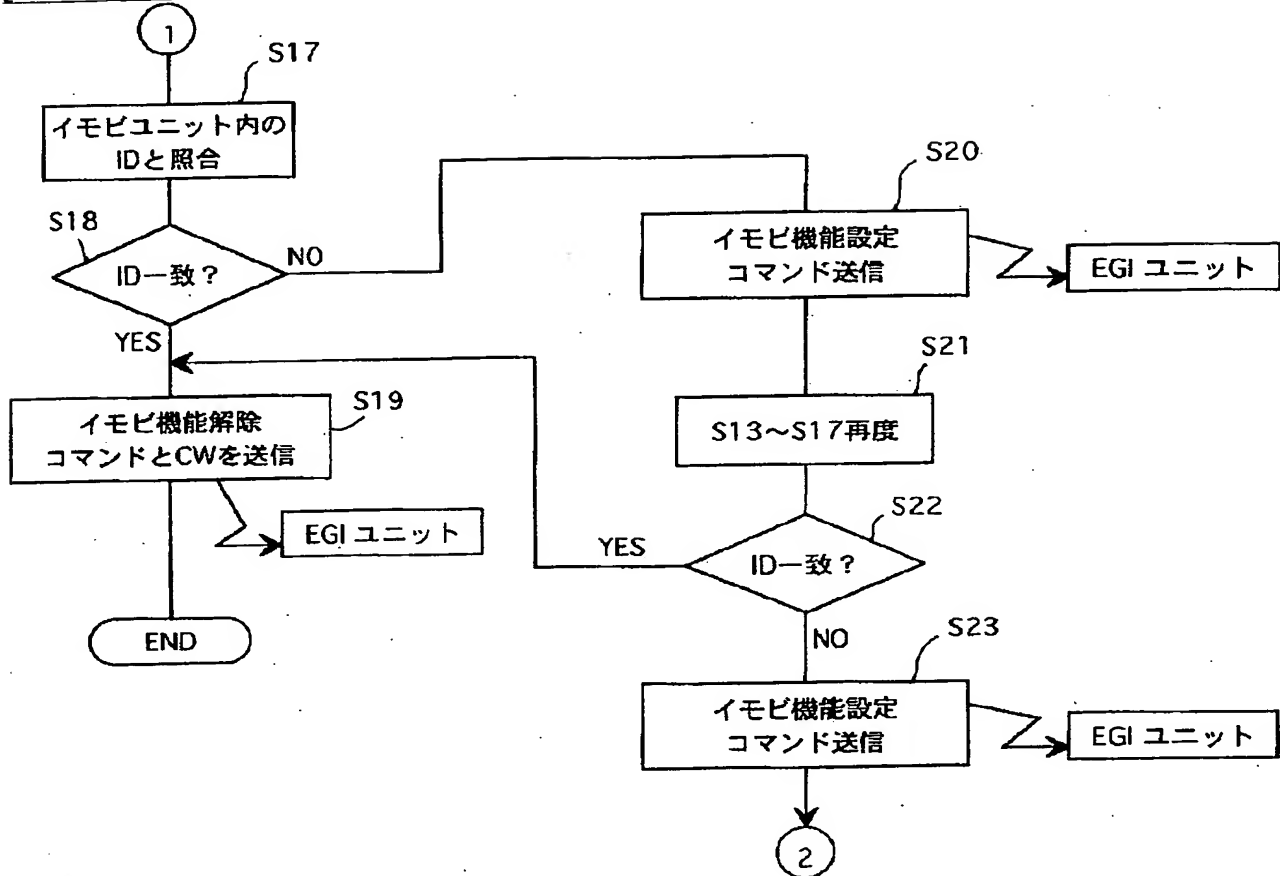 1
S17
イモビユニット内の
IDと照合
S18
ID一致？
NO
YES
S19
イモビ機能解除
コマンドとCWを送信
EGI ユニット
END
S20
イモビ機能設定
コマンド送信
EGI ユニット
S21
S13〜S17再度
S22
ID一致？
YES
NO
S23
イモビ機能設定
コマンド送信
EGI ユニット
2